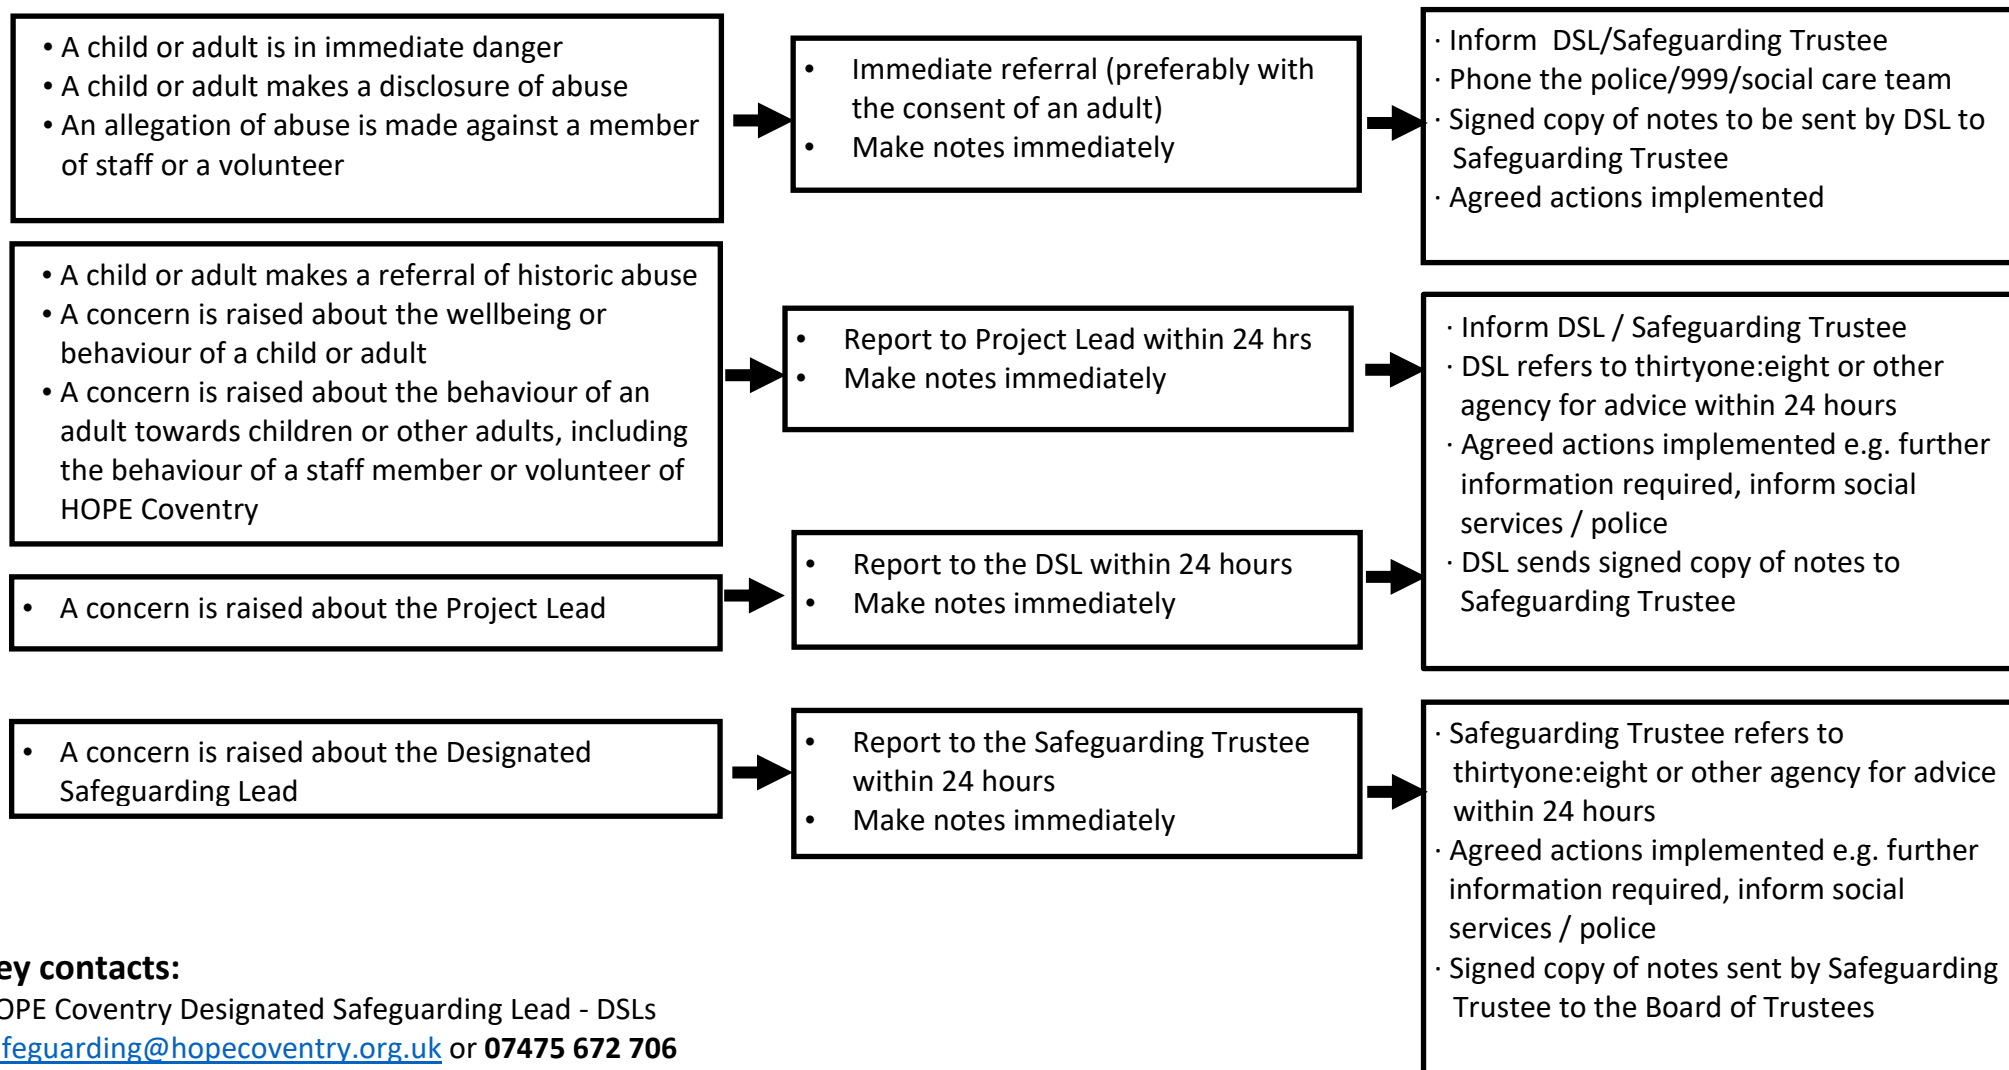 • A child or adult is in immediate danger
• A child or adult makes a disclosure of abuse
• An allegation of abuse is made against a member
of staff or a volunteer
• Immediate referral (preferably with
the consent of an adult)
• Make notes immediately
· Inform DSL/Safeguarding Trustee
· Phone the police/999/social care team
· Signed copy of notes to be sent by DSL to
Safeguarding Trustee
· Agreed actions implemented
• A child or adult makes a referral of historic abuse
• A concern is raised about the wellbeing or
behaviour of a child or adult
• A concern is raised about the behaviour of an
adult towards children or other adults, including
the behaviour of a staff member or volunteer of
HOPE Coventry
• Report to Project Lead within 24 hrs
• Make notes immediately
· Inform DSL / Safeguarding Trustee
· DSL refers to thirtyone:eight or other
agency for advice within 24 hours
· Agreed actions implemented e.g. further
information required, inform social
services / police
· DSL sends signed copy of notes to
Safeguarding Trustee
• A concern is raised about the Project Lead
• Report to the DSL within 24 hours
• Make notes immediately
• A concern is raised about the Designated
Safeguarding Lead
• Report to the Safeguarding Trustee
within 24 hours
• Make notes immediately
· Safeguarding Trustee refers to
thirtyone:eight or other agency for advice
within 24 hours
· Agreed actions implemented e.g. further
information required, inform social
services / police
· Signed copy of notes sent by Safeguarding
Trustee to the Board of Trustees
ey contacts:
OPE Coventry Designated Safeguarding Lead - DSLs
feguarding@hopecoventry.org.uk or 07475 672 706